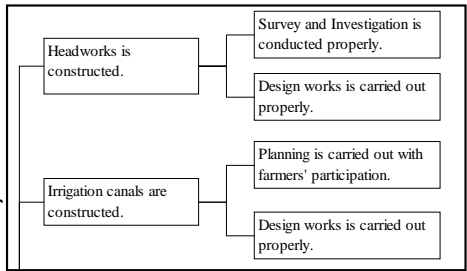 Survey and Investigation is
conducted properly.
Headworks is
constructed.
Design works is carried out
properly.
Planning is carried out with
farmers' participation.
Irrigation canals are
constructed.
Design works is carried out
properly.